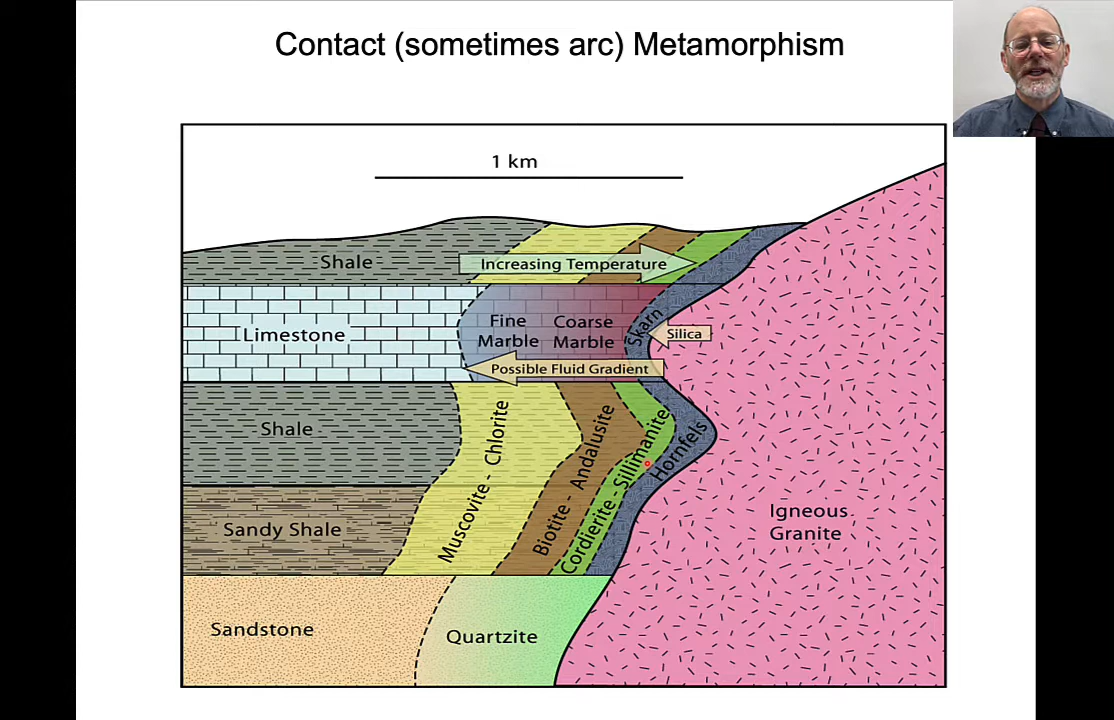 Contact (sometimes arc) Metamorphism
1 km
Shale
Increasing Temperature
Limestone
Fine
Marble
Coarse
Marble
Skarn
Silica
Possible Fluid Gradient
Shale
Muscovite - Chlorite
Biotite - Andalusite
Cordierite - Sillimanite
Hornfels
Sandy Shale
Igneous
Granite
Sandstone
Quartzite